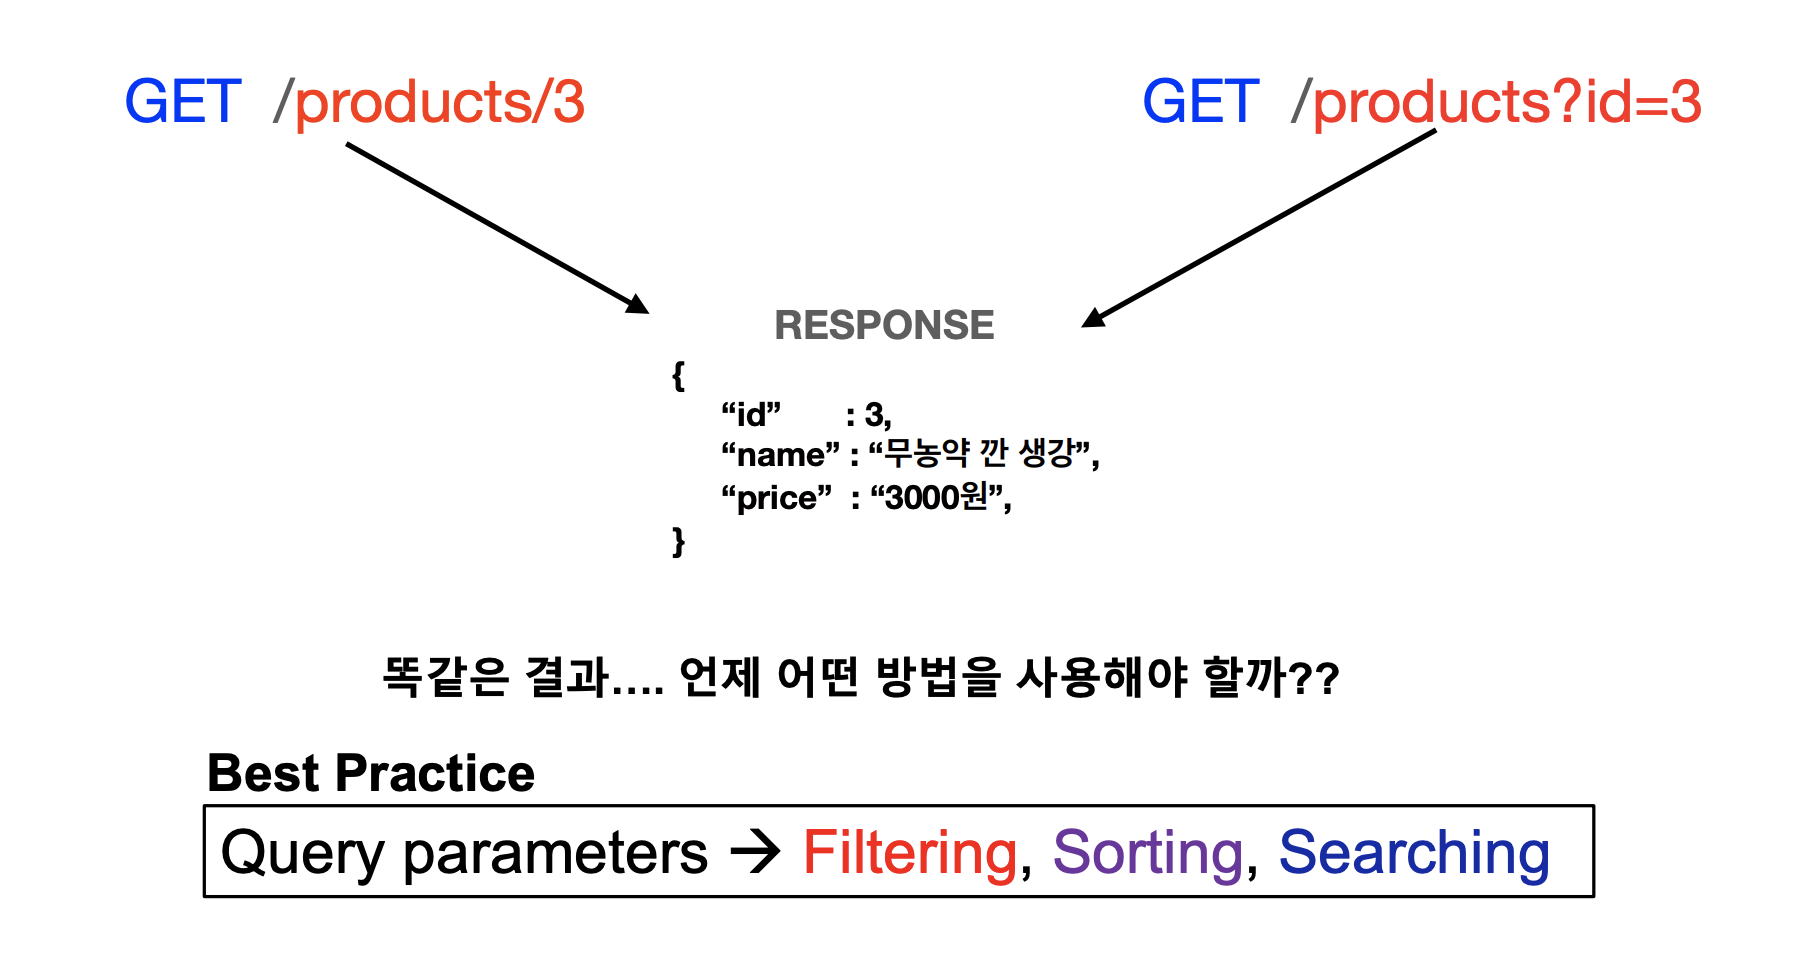 GET /products/3
GET /products?id=3
RESPONSE
{
“id” : 3,
“name” : “무농약 깐 생강”,
“price” : “3000원”,
}
똑같은 결과.... 언제 어떤 방법을 사용해야 할까??
Best Practice
Query parameters → Filtering, Sorting, Searching